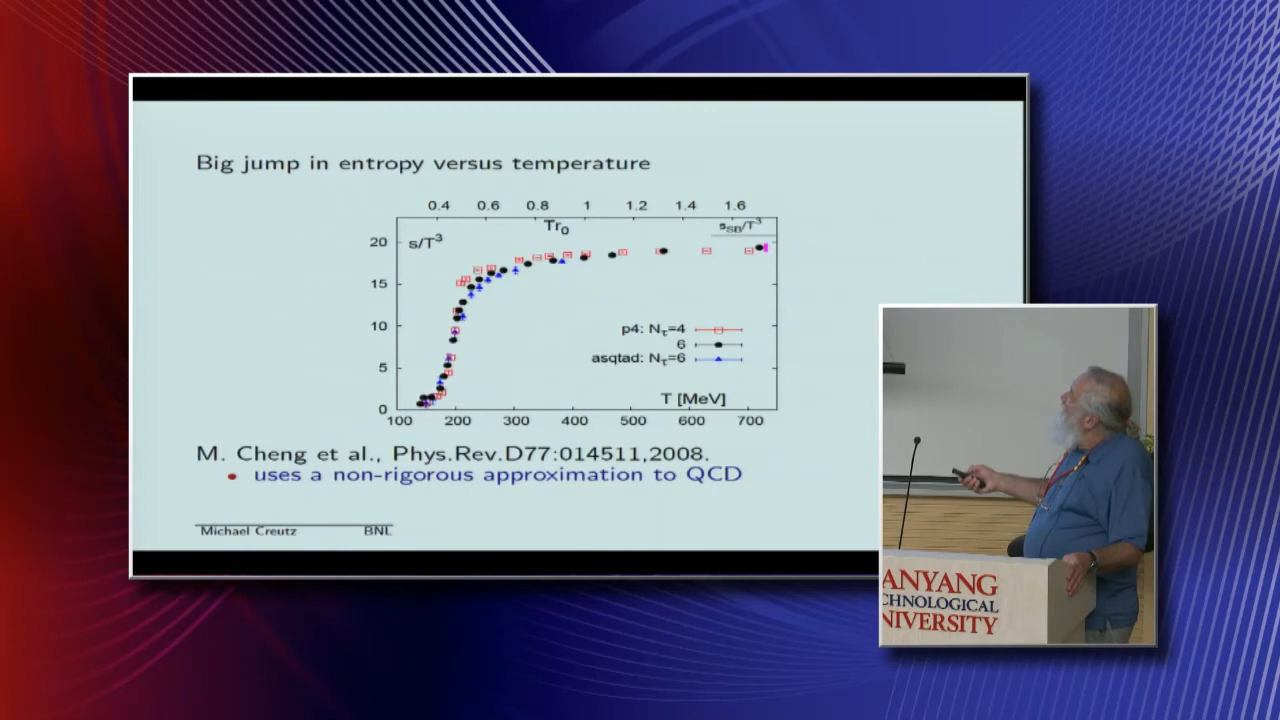 Big jump in entropy versus temperature
0.4 0.6 0.8 1 1.2 1.4 1.6
Tr0
sSB/T3
s/T3
20
15
10
5
0
p4: Nτ=4
6
asqtad: Nτ=6
T [MeV]
100 200 300 400 500 600 700
M. Cheng et al., Phys.Rev.D77:014511,2008.
• uses a non-rigorous approximation to QCD
Michael Creutz BNL
ANYANG
CHNOLOGICAL
NIVERSITY